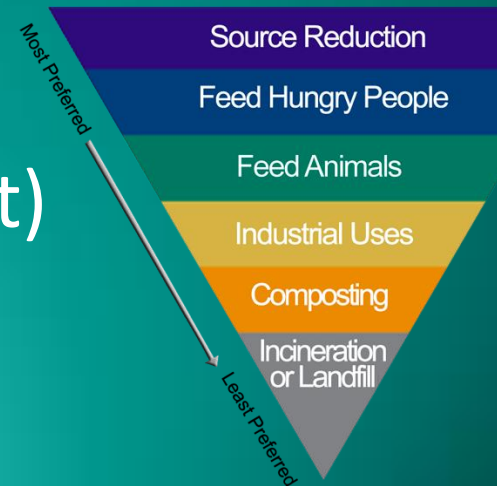 Most Preferred
Source Reduction
Feed Hungry People
Feed Animals
t)
Industrial Uses
Composting
Incineration
or Landfill
Least Preferred